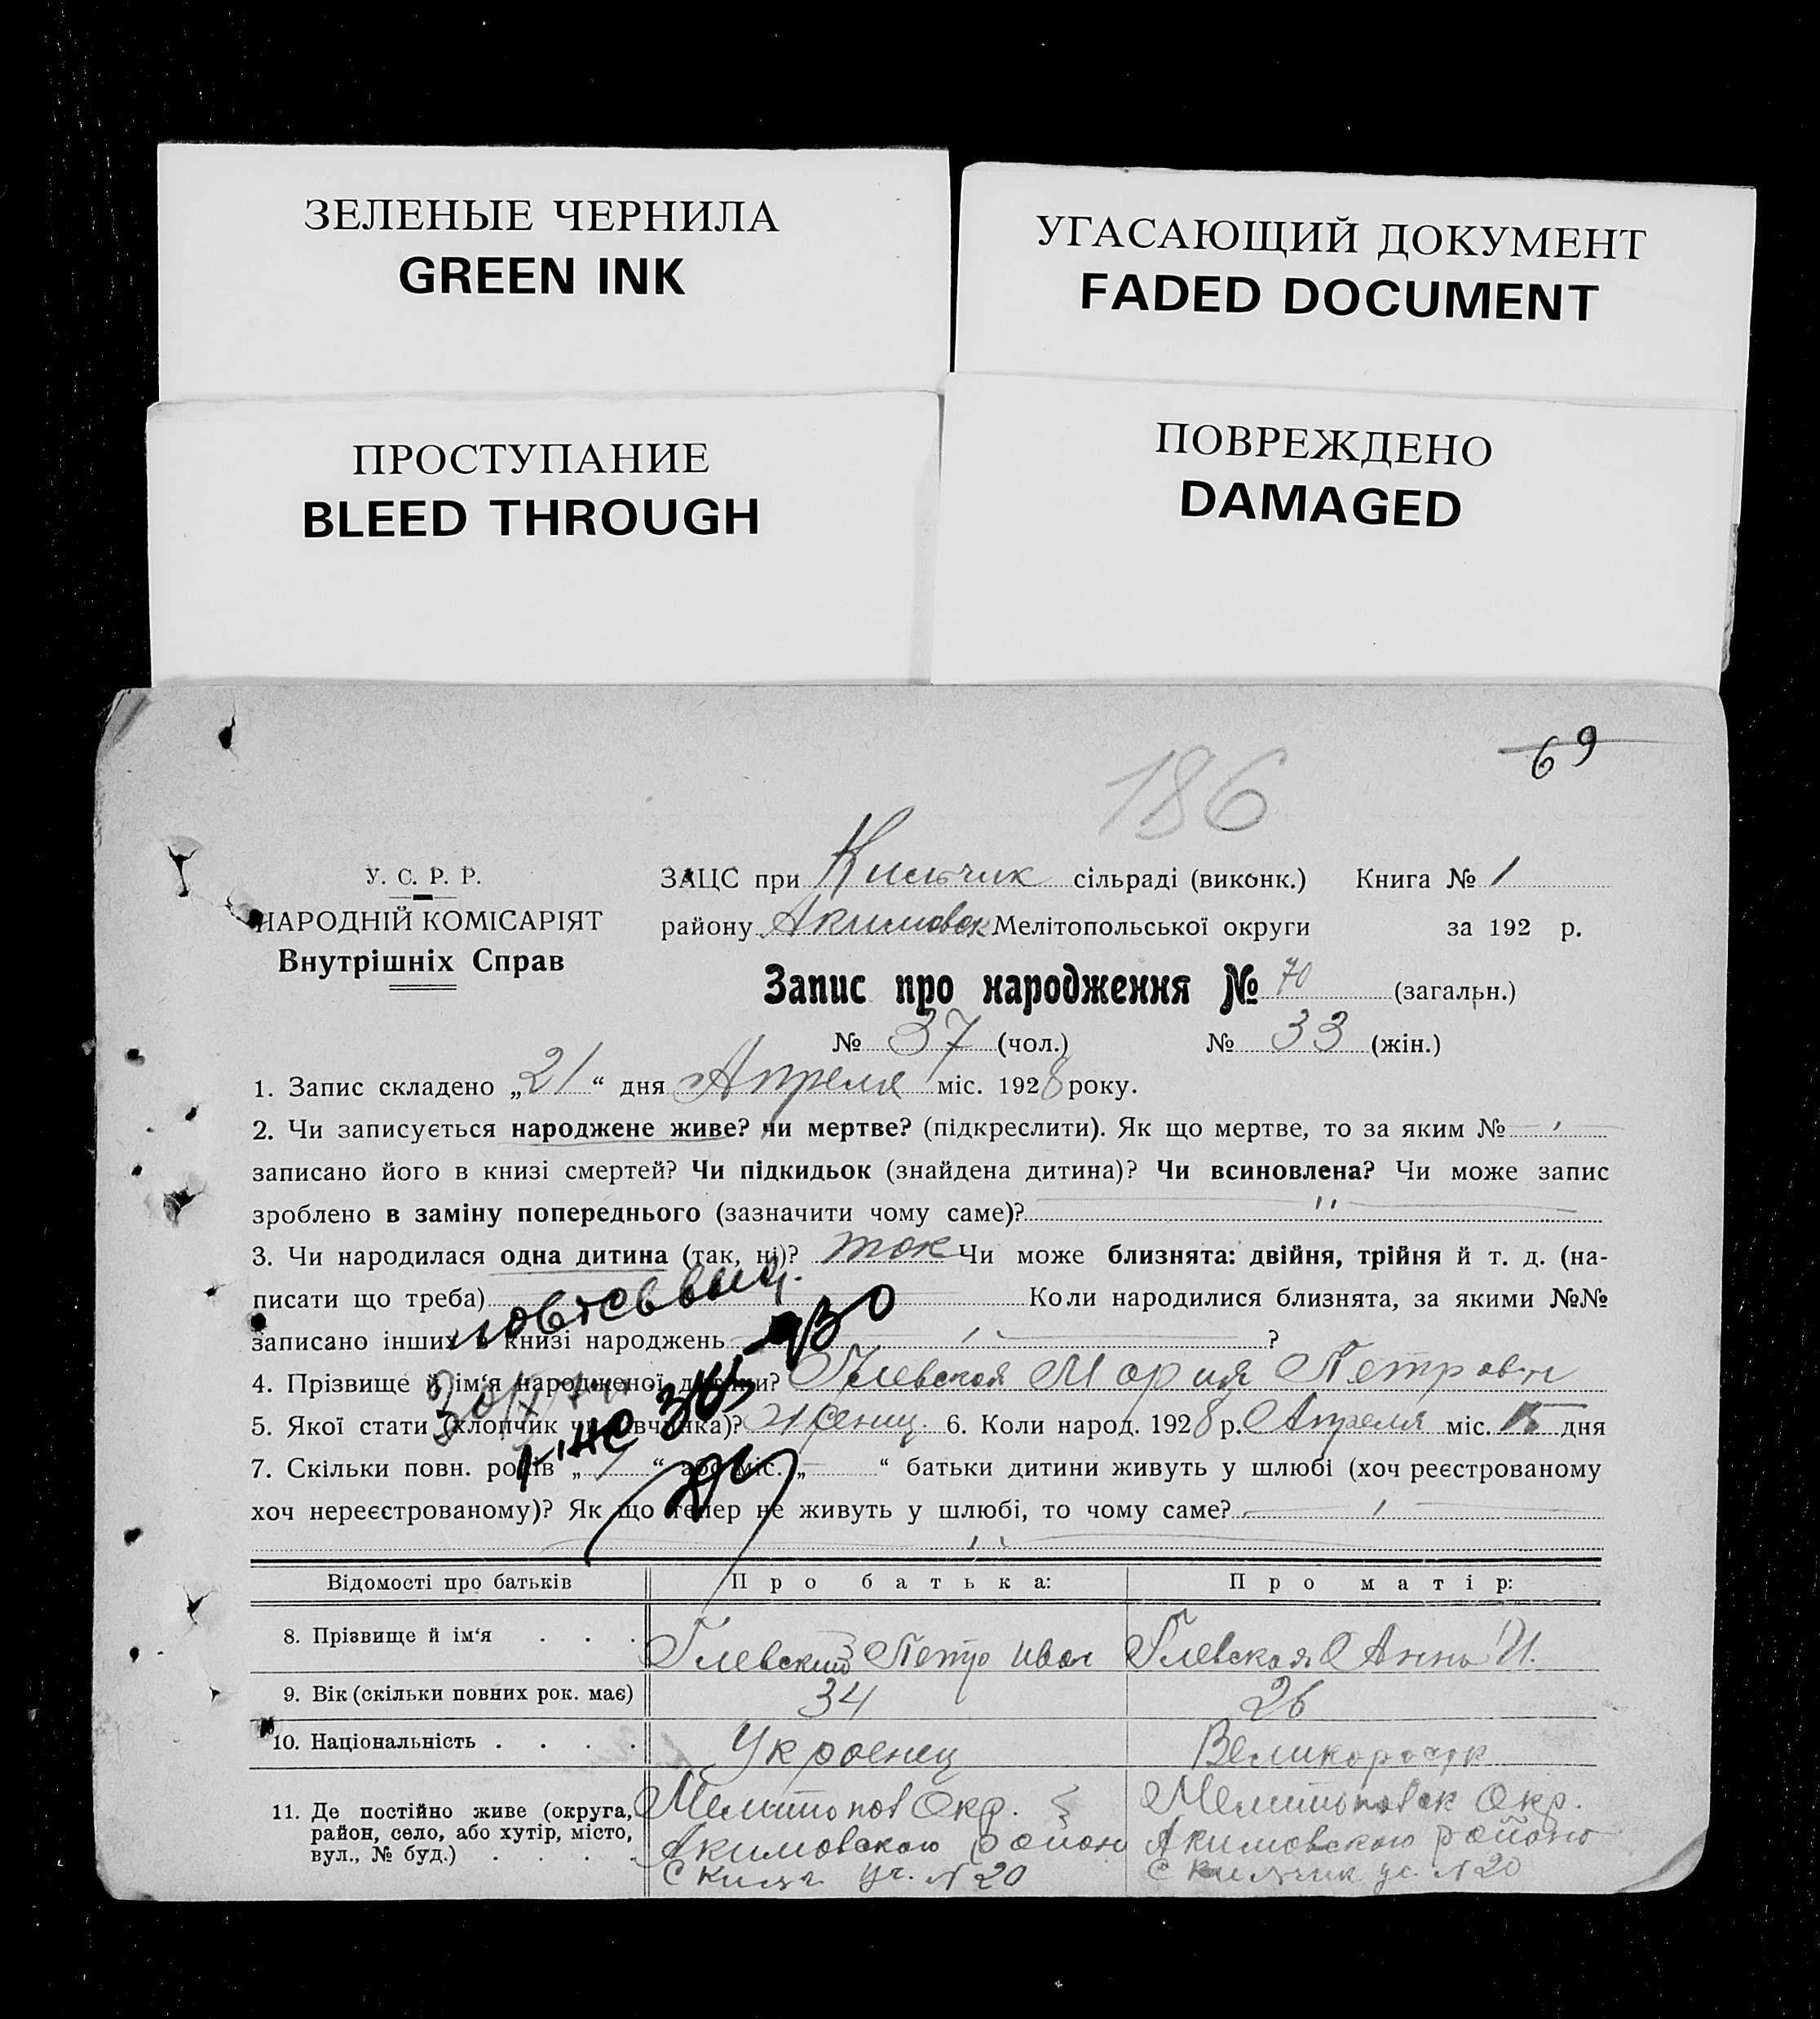 ЗЕЛЕНЫЕ ЧЕРНИЛА
GREEN INK
УГАСАЮЩИЙ ДОКУМЕНТ
FADED DOCUMENT
ПРОСТУПАНИЕ
BLEED THROUGH
ПОВРЕЖДЕНО
DAMAGED
69
186
У. С. Р. Р.
НАРОДНІЙ КОМІСАРІЯТ
Внутрішніх Справ
ЗАЦС при сільраді (виконк.) Книга № 1
району Акимовск Мелітопольської округи за 192 р.
Запис про народження № 70 (загальн.)
№ 37 (чол.) № 33 (жін.)
1. Запис складено „21“ дня Апреля міс. 1928 року.
2. Чи записується народжене живе? чи мертве? (підкреслити). Як що мертве, то за яким №
записано його в книзі смертей? Чи підкидьок (знайдена дитина)? Чи всиновлена? Чи може запис
зроблено в заміну попереднього (зазначити чому саме)?
3. Чи народилася одна дитина (так, ні)? так Чи може близнята: двійня, трійня й т. д. (на-
писати що треба) Коли народилися близнята, за якими №№
записано інших в книзі народжень ?
4. Прізвище й ім‘я народженої дитини? Глевская Мария Петровн
5. Якої стати (хлопчик чи дівчинка)? женщ. 6. Коли народ. 1928 р. Апреля міс. 15 дня
7. Скільки повн. років „ “ або міс. „ “ батьки дитини живуть у шлюбі (хоч реєстрованому
хоч нереєстрованому)? Як що тепер не живуть у шлюбі, то чому саме?
Відомості про батьків Про батька: Про матір:
8. Прізвище й ім‘я . . . Глевский Петро Иван Глевская Анна И.
9. Вік (скільки повних рок. має) 34 26
10. Національність . . . . Украенец
11. Де постійно живе (округа, район, село, або хутір, місто, вул., № буд.) . . . .
Мелитопол Окр. Мелитополск Окр.
Акимовского район Акимовского района
С N 20 С N 20